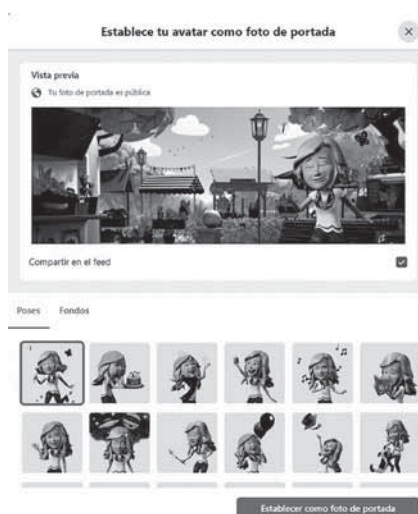 Establece tu avatar como foto de portada
Vista previa
Tu foto de portada es pública
Compartir en el feed
Poses Fondos
Establecer como foto de portada